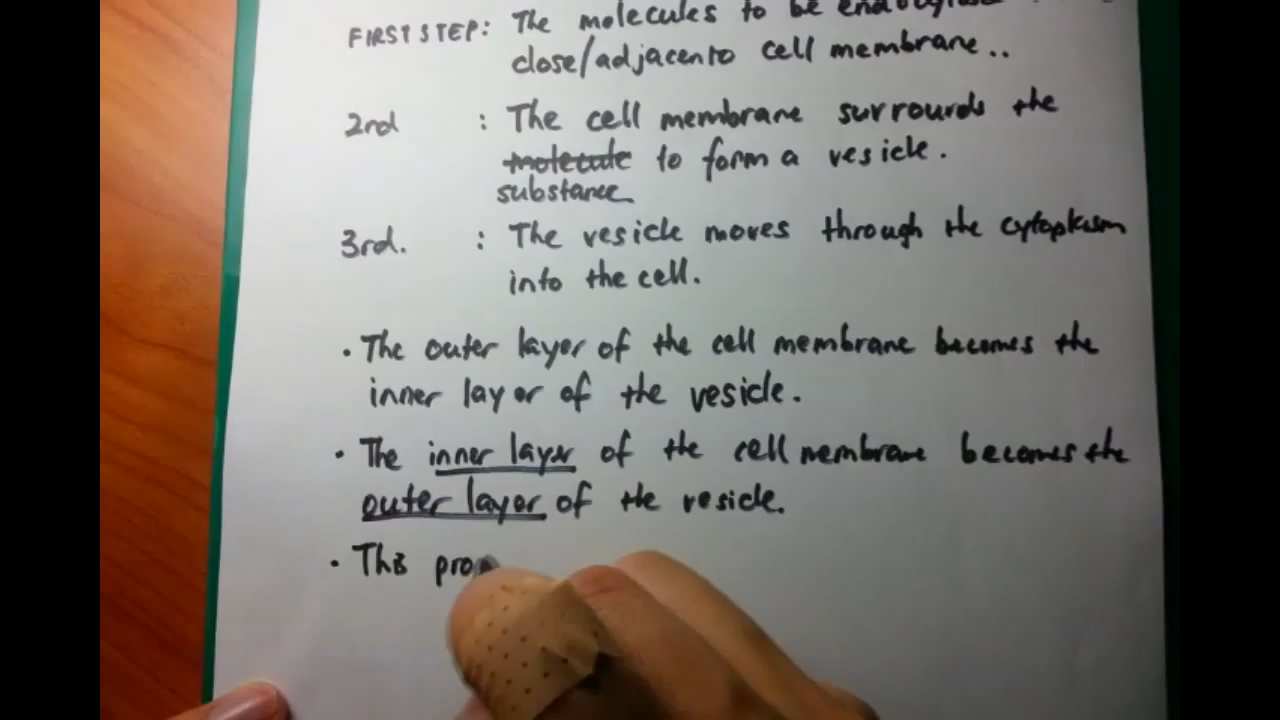 FIRST STEP: The molecules to be
close/adjacento cell membrane..
2nd : The cell membrane surrounds the
molecule to form a vesicle.
substance
3rd. : The vesicle moves through the cytoplasm
into the cell.
· The outer layer of the cell membrane becomes the
inner layer of the vesicle.
· The inner layer of the cell membrane becomes the
outer layer of the vesicle.
· This pro